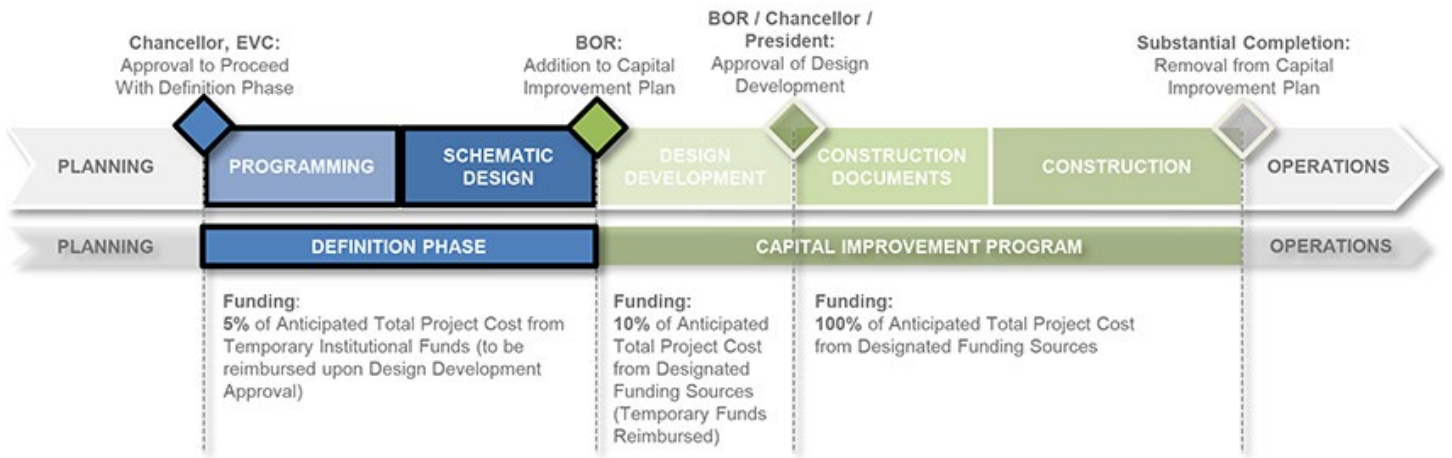 Chancellor, EVC:
Approval to Proceed
With Definition Phase
BOR:
Addition to Capital
Improvement Plan
BOR / Chancellor /
President:
Approval of Design
Development
Substantial Completion:
Removal from Capital
Improvement Plan
PLANNING
PROGRAMMING
SCHEMATIC
DESIGN
DESIGN
DEVELOPMENT
CONSTRUCTION
DOCUMENTS
CONSTRUCTION
OPERATIONS
PLANNING
DEFINITION PHASE
CAPITAL IMPROVEMENT PROGRAM
OPERATIONS
Funding:
5% of Anticipated Total Project Cost from
Temporary Institutional Funds (to be
reimbursed upon Design Development
Approval)
Funding:
10% of Anticipated
Total Project Cost
from Designated
Funding Sources
(Temporary Funds
Reimbursed)
Funding:
100% of Anticipated Total Project Cost
from Designated Funding Sources